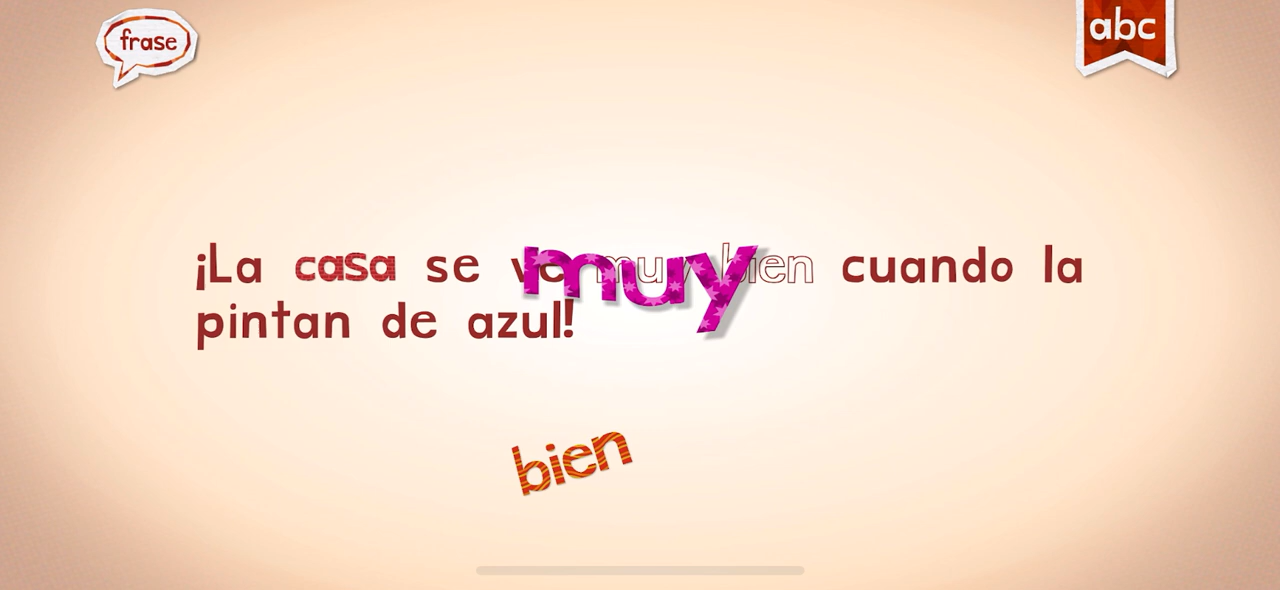 frase
abc
¡La casa se ve muy bien cuando la
pintan de azul!
muy
bien